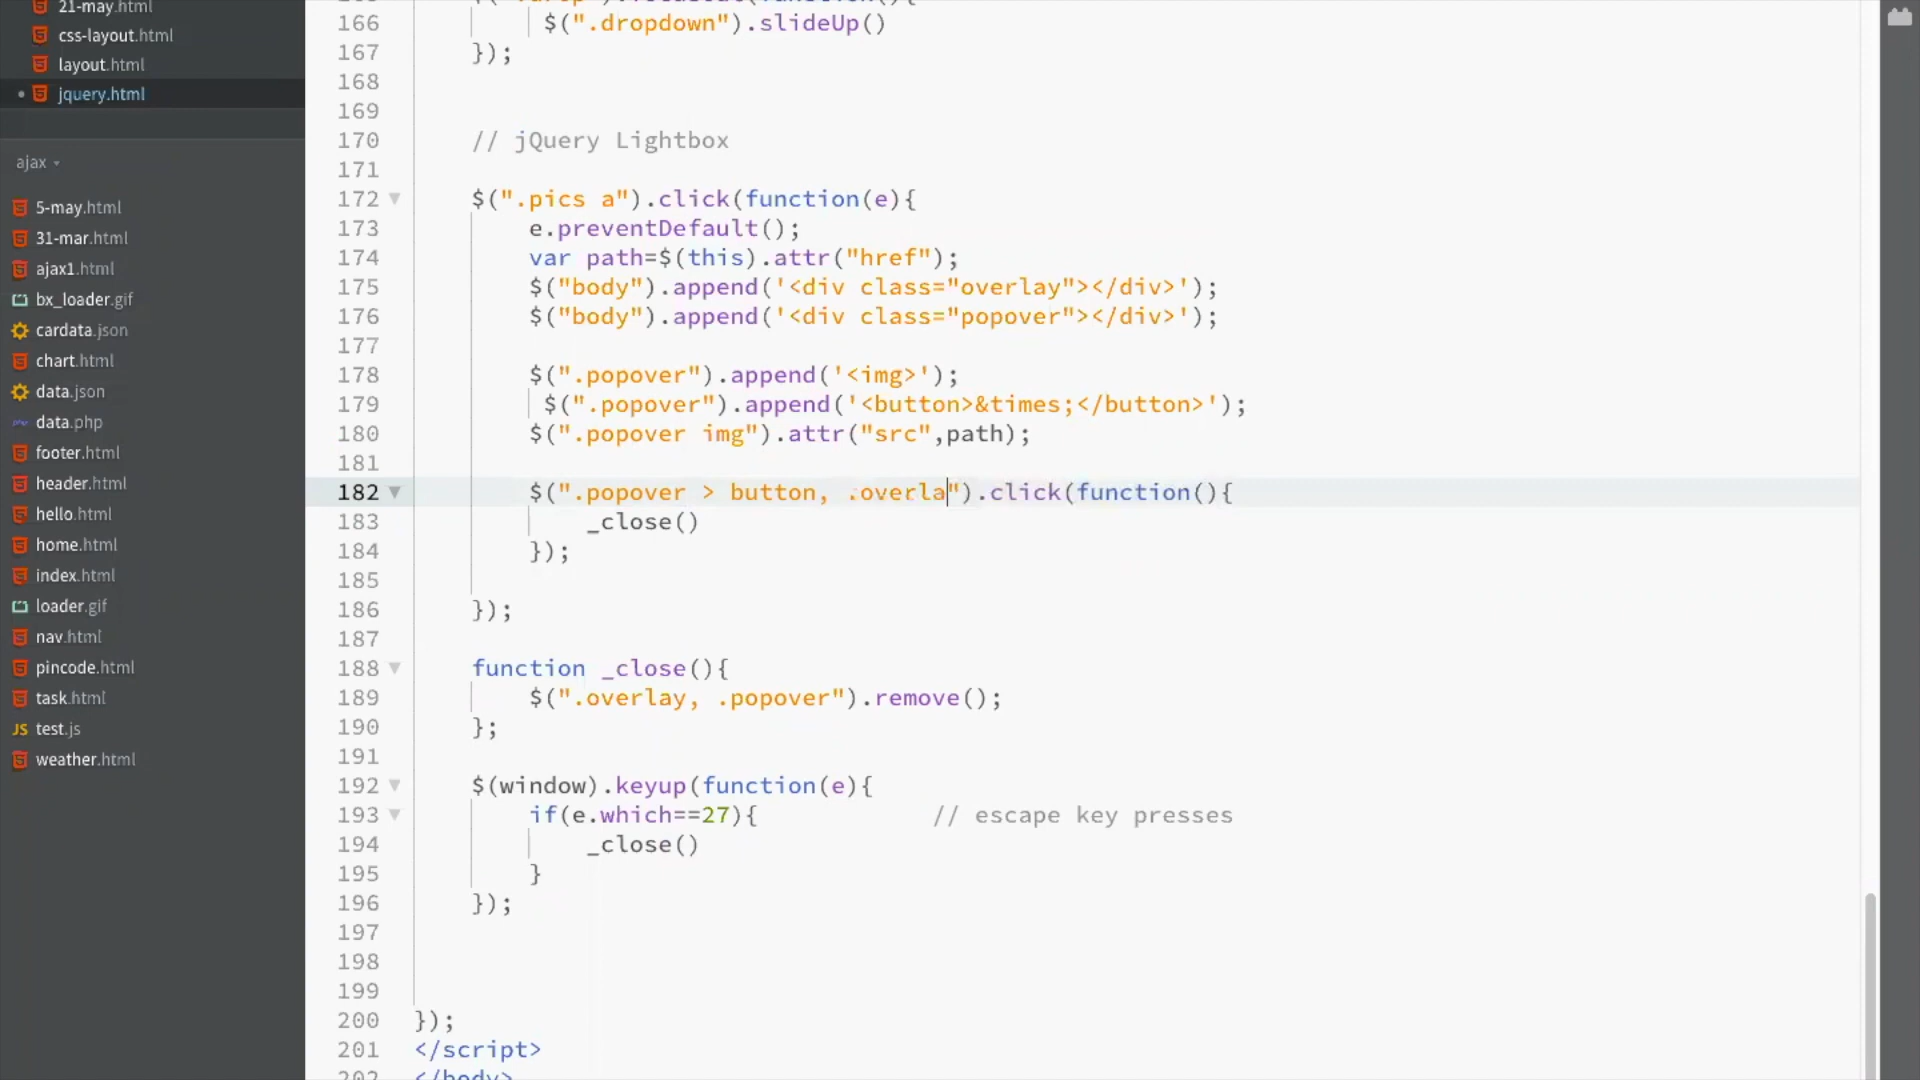 21-may.html
css-layout.html
layout.html
jquery.html
ajax
5-may.html
31-mar.html
ajax1.html
bx_loader.gif
cardata.json
chart.html
data.json
data.php
footer.html
header.html
hello.html
home.html
index.html
loader.gif
nav.html
pincode.html
task.html
JS test.js
weather.html
166 $(".dropdown").slideUp()
167 });
168
169
170 // jQuery Lightbox
171
172 $(".pics a").click(function(e){
173 e.preventDefault();
174 var path=$(this).attr("href");
175 $("body").append('<div class="overlay"></div>');
176 $("body").append('<div class="popover"></div>');
177
178 $(".popover").append('<img>');
179 $(".popover").append('<button>&times;</button>');
180 $(".popover img").attr("src",path);
181
182 $(".popover > button, .overla").click(function(){
183 _close()
184 });
185
186 });
187
188 function _close(){
189 $(".overlay, .popover").remove();
190 };
191
192 $(window).keyup(function(e){
193 if(e.which==27){ // escape key presses
194 _close()
195 }
196 });
197
198
199
200 });
201 </script>
202 </body>